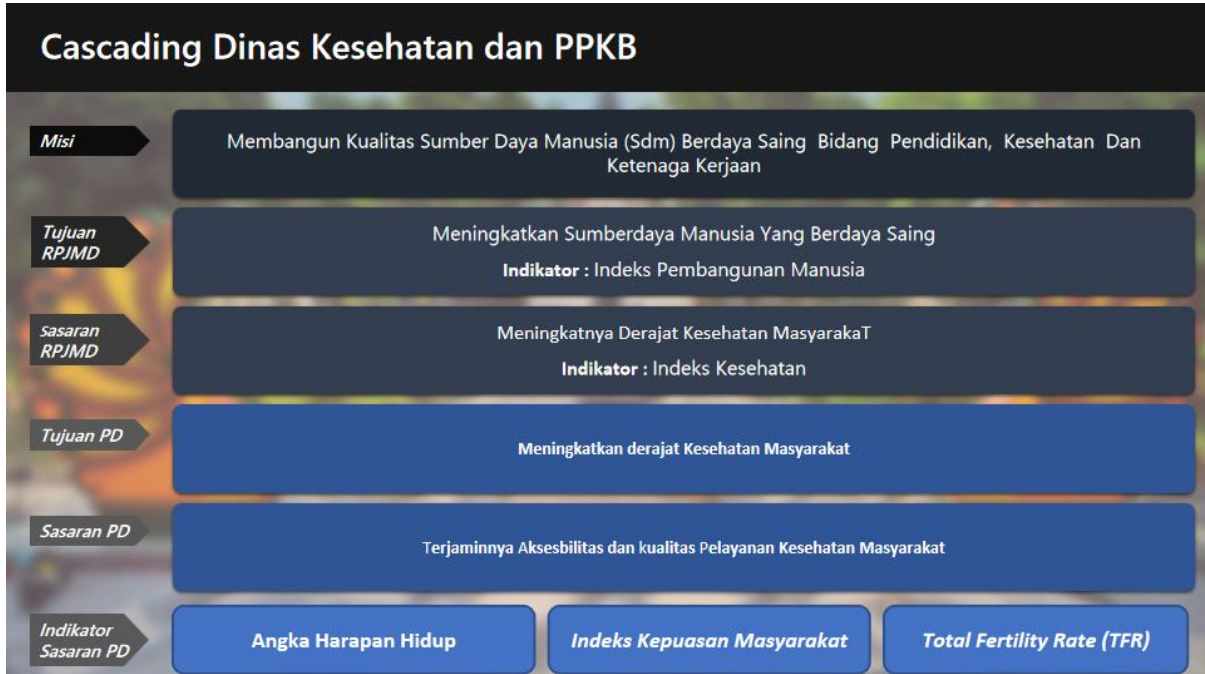 Cascading Dinas Kesehatan dan PPKB
Misi
Membangun Kualitas Sumber Daya Manusia (Sdm) Berdaya Saing Bidang Pendidikan, Kesehatan Dan
Ketenaga Kerjaan
Tujuan
RPJMD
Meningkatkan Sumberdaya Manusia Yang Berdaya Saing
Indikator : Indeks Pembangunan Manusia
Sasaran
RPJMD
Meningkatnya Derajat Kesehatan MasyarakaT
Indikator : Indeks Kesehatan
Tujuan PD
Meningkatkan derajat Kesehatan Masyarakat
Sasaran PD
Terjaminnya Aksesbilitas dan kualitas Pelayanan Kesehatan Masyarakat
Indikator
Sasaran PD
Angka Harapan Hidup
Indeks Kepuasan Masyarakat
Total Fertility Rate (TFR)